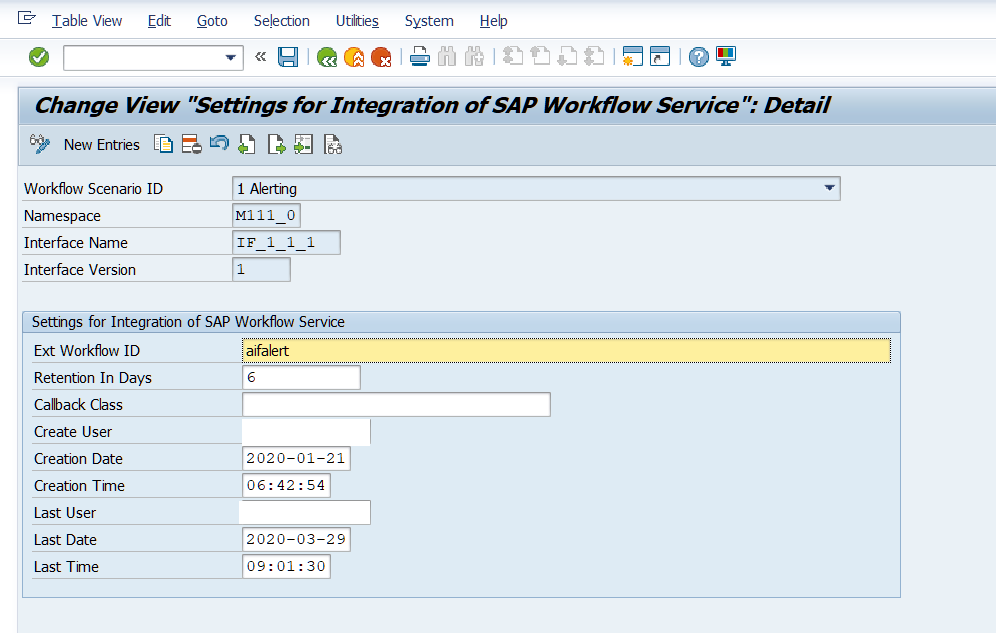 Table View Edit Goto Selection Utilities System Help
Change View "Settings for Integration of SAP Workflow Service": Detail
New Entries
Workflow Scenario ID 1 Alerting
Namespace M111_0
Interface Name IF_1_1_1
Interface Version 1
Settings for Integration of SAP Workflow Service
Ext Workflow ID aifalert
Retention In Days 6
Callback Class
Create User
Creation Date 2020-01-21
Creation Time 06:42:54
Last User
Last Date 2020-03-29
Last Time 09:01:30